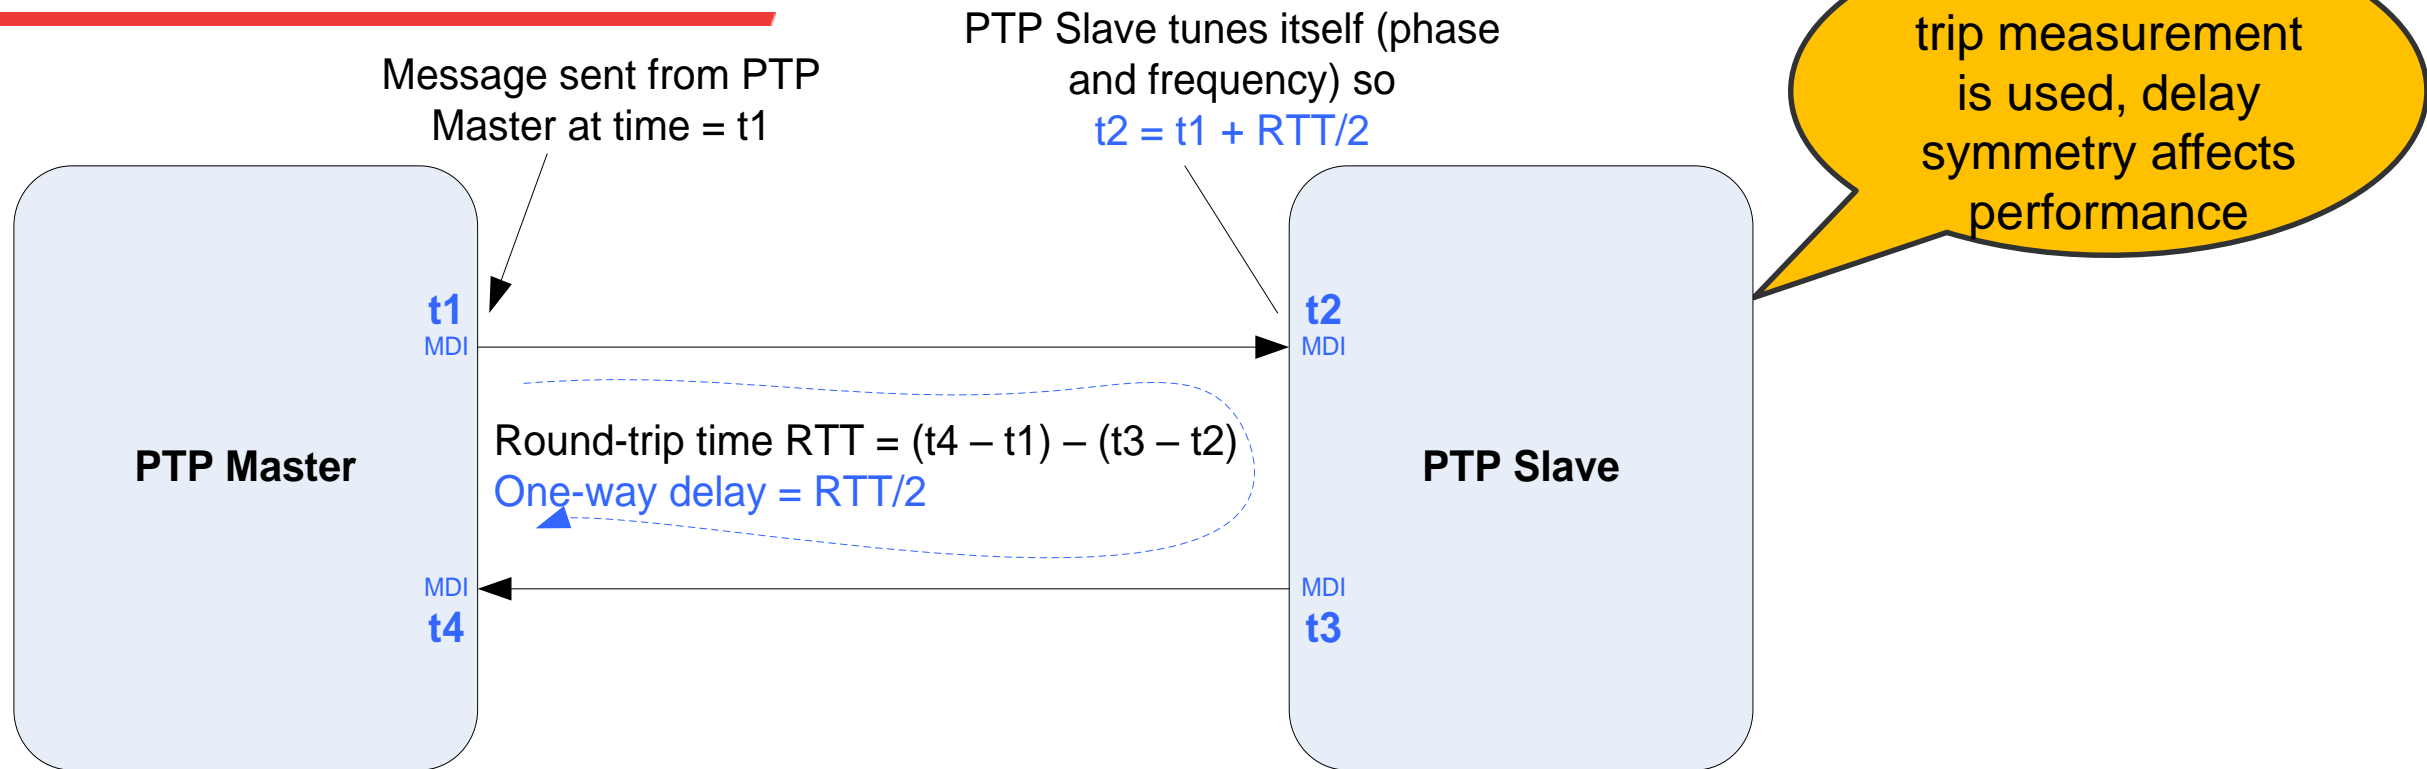 Message sent from PTP
Master at time = t1
PTP Slave tunes itself (phase
and frequency) so
t2 = t1 + RTT/2
trip measurement
is used, delay
symmetry affects
performance
t1
MDI
t2
MDI
PTP Master
Round-trip time RTT = (t4 – t1) – (t3 – t2)
One-way delay = RTT/2
PTP Slave
MDI
t4
MDI
t3